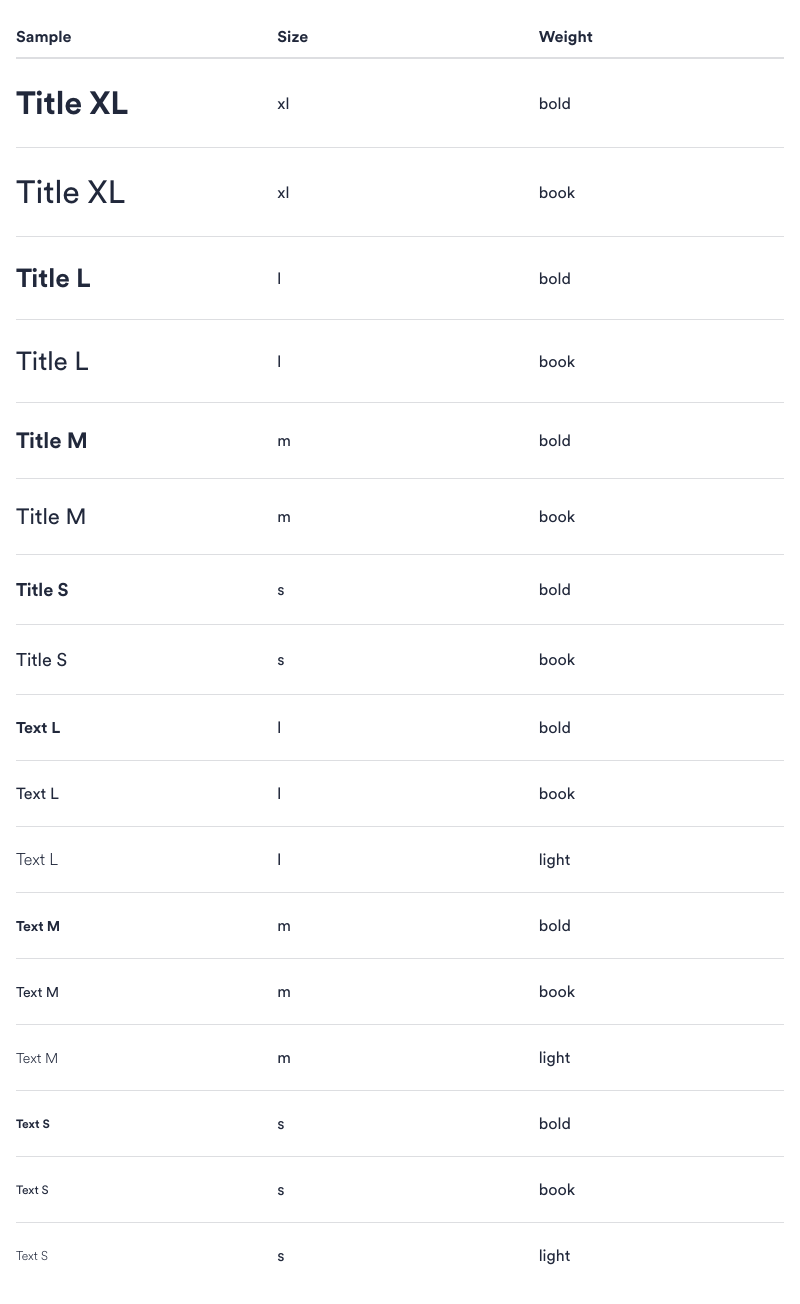 Sample Size Weight
Title XL xl bold
Title XL xl book
Title L l bold
Title L l book
Title M m bold
Title M m book
Title S s bold
Title S s book
Text L l bold
Text L l book
Text L l light
Text M m bold
Text M m book
Text M m light
Text S s bold
Text S s book
Text S s light